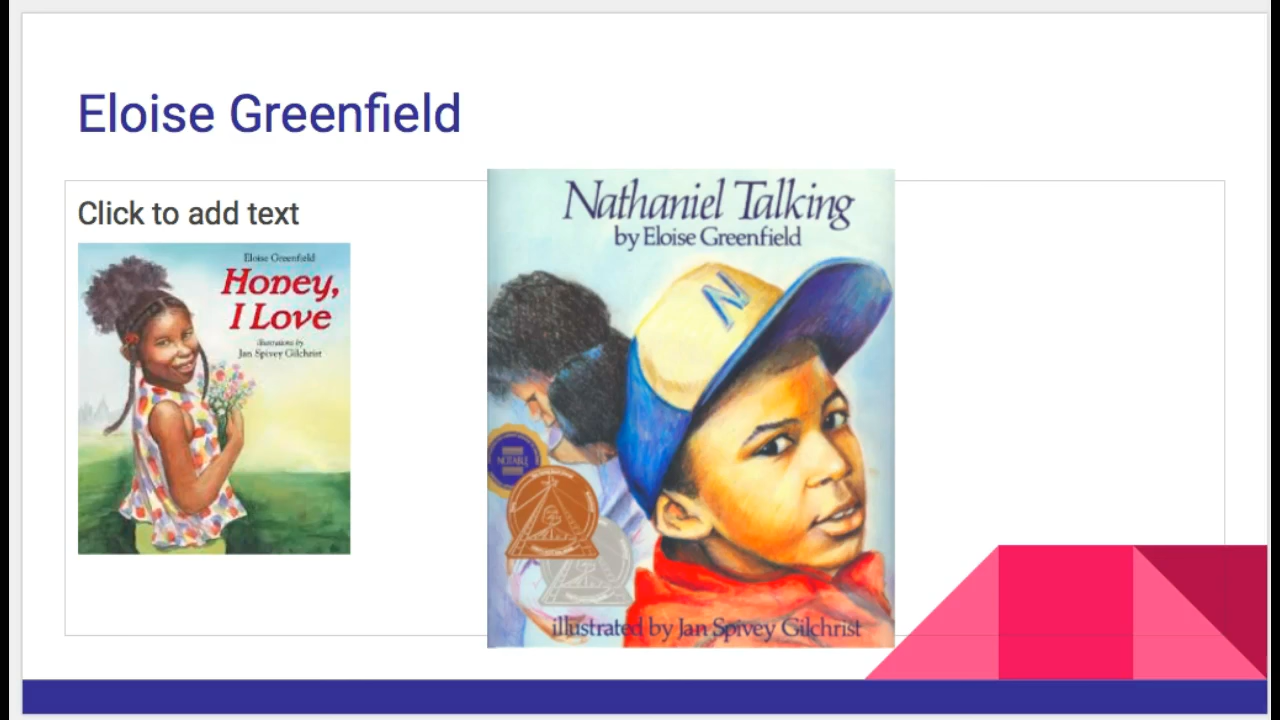 Eloise Greenfield
Click to add text
Eloise Greenfield
Honey,
I Love
illustrations by
Jan Spivey Gilchrist
Nathaniel Talking
by Eloise Greenfield
N
NOTABLE
illustrated by Jan Spivey Gilchrist